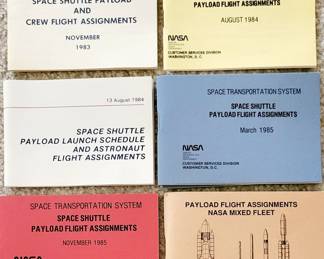 SPACE SHUTTLE PAYLOAD
AND
CREW FLIGHT ASSIGNMENTS
NOVEMBER
1983
PAYLOAD FLIGHT ASSIGNMENTS
AUGUST 1984
NASA
CUSTOMER SERVICES DIVISION
WASHINGTON, D.C.
13 August 1984
SPACE SHUTTLE
PAYLOAD LAUNCH SCHEDULE
AND ASTRONAUT
FLIGHT ASSIGNMENTS
SPACE TRANSPORTATION SYSTEM
SPACE SHUTTLE
PAYLOAD FLIGHT ASSIGNMENTS
March 1985
NASA
CUSTOMER SERVICES DIVISION
WASHINGTON, D.C.
SPACE TRANSPORTATION SYSTEM
SPACE SHUTTLE
PAYLOAD FLIGHT ASSIGNMENTS
NOVEMBER 1985
NASA
PAYLOAD FLIGHT ASSIGNMENTS
NASA MIXED FLEET